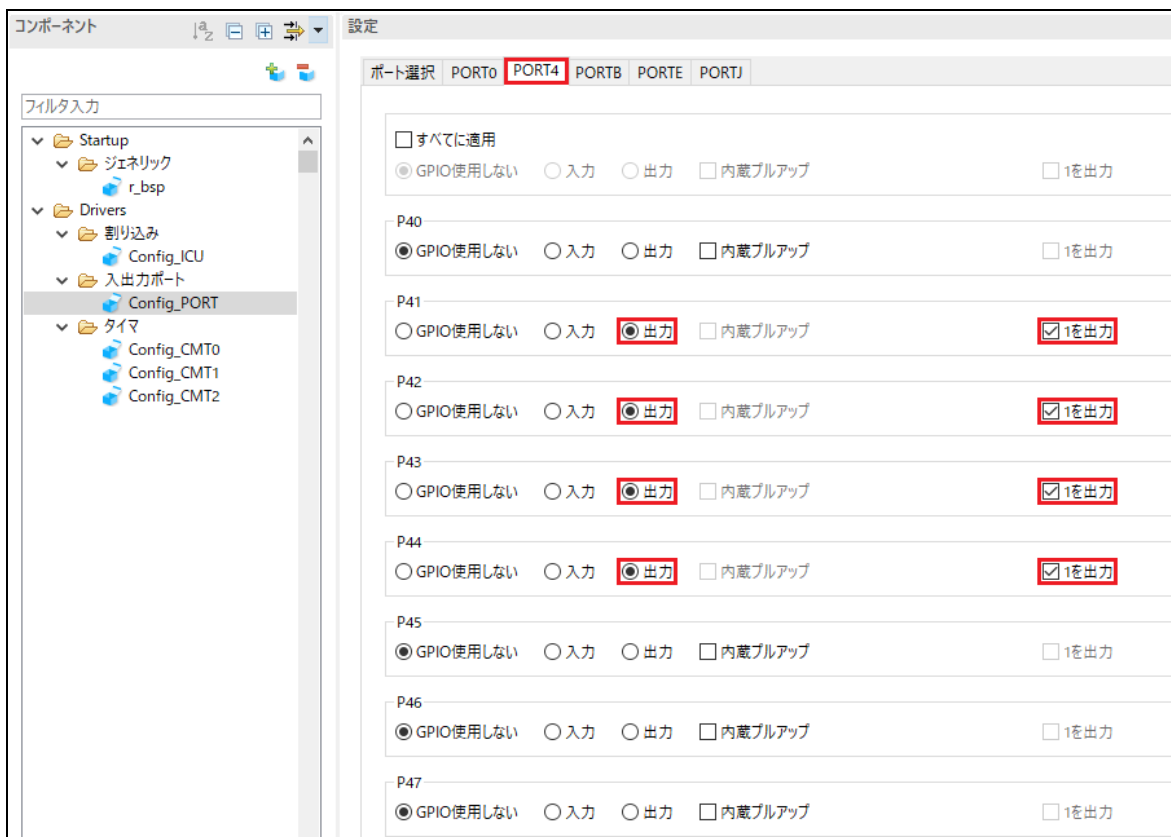 コンポーネント
設定
フィルタ入力
Startup
ジェネリック
r_bsp
Drivers
割り込み
Config_ICU
入出力ポート
Config_PORT
タイマ
Config_CMT0
Config_CMT1
Config_CMT2
ポート選択 PORT0 PORT4 PORTB PORTE PORTJ
すべてに適用
GPIO使用しない 入力 出力 内蔵プルアップ 1を出力
P40
GPIO使用しない 入力 出力 内蔵プルアップ 1を出力
P41
GPIO使用しない 入力 出力 内蔵プルアップ 1を出力
P42
GPIO使用しない 入力 出力 内蔵プルアップ 1を出力
P43
GPIO使用しない 入力 出力 内蔵プルアップ 1を出力
P44
GPIO使用しない 入力 出力 内蔵プルアップ 1を出力
P45
GPIO使用しない 入力 出力 内蔵プルアップ 1を出力
P46
GPIO使用しない 入力 出力 内蔵プルアップ 1を出力
P47
GPIO使用しない 入力 出力 内蔵プルアップ 1を出力